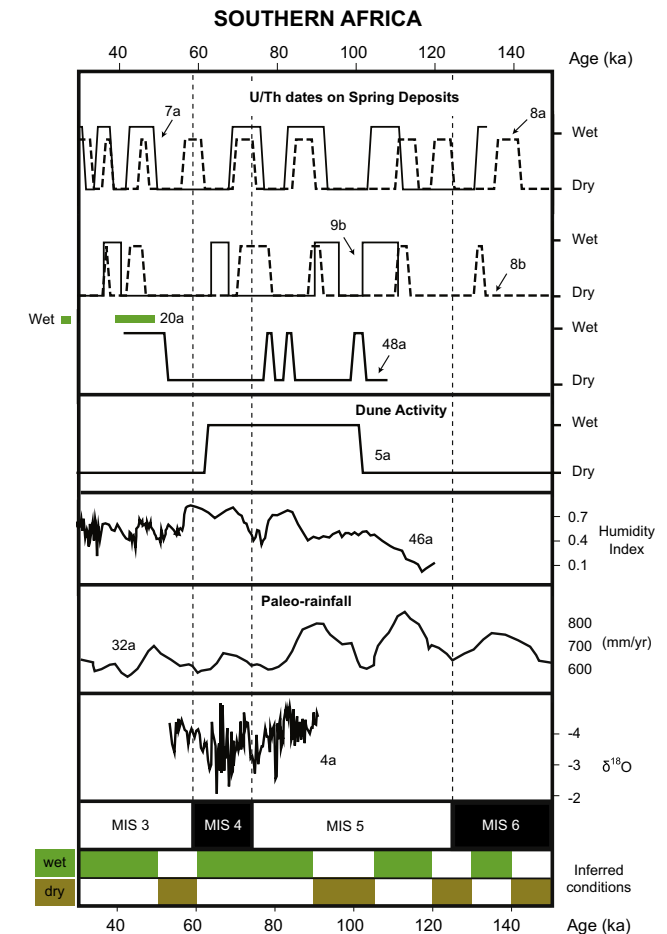 SOUTHERN AFRICA
40 60 80 100 120 140 Age (ka)
U/Th dates on Spring Deposits
7a
8a
Wet
Dry
9b
8b
Wet
Dry
Wet
20a
48a
Wet
Dry
Dune Activity
5a
Wet
Dry
46a
0.7
0.4
0.1
Humidity
Index
Paleo-rainfall
32a
800
700
600
(mm/yr)
4a
-4
-3
-2
δ18O
MIS 3 MIS 4 MIS 5 MIS 6
wet
dry
Inferred
conditions
40 60 80 100 120 140 Age (ka)